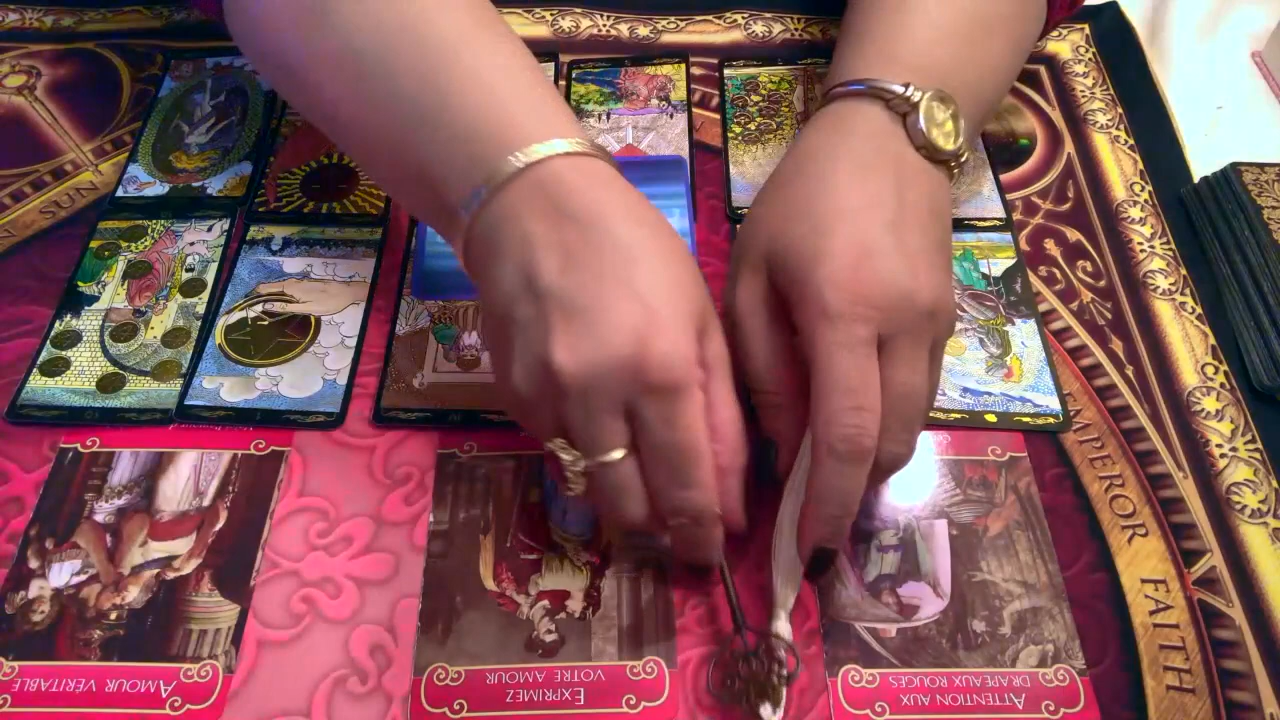 SUN
EMPEROR
FAITH
AMOUR VÉRITABLE
EXPRIMEZ
VOTRE AMOUR
ATTENTION AUX
DRAPEAUX ROUGES